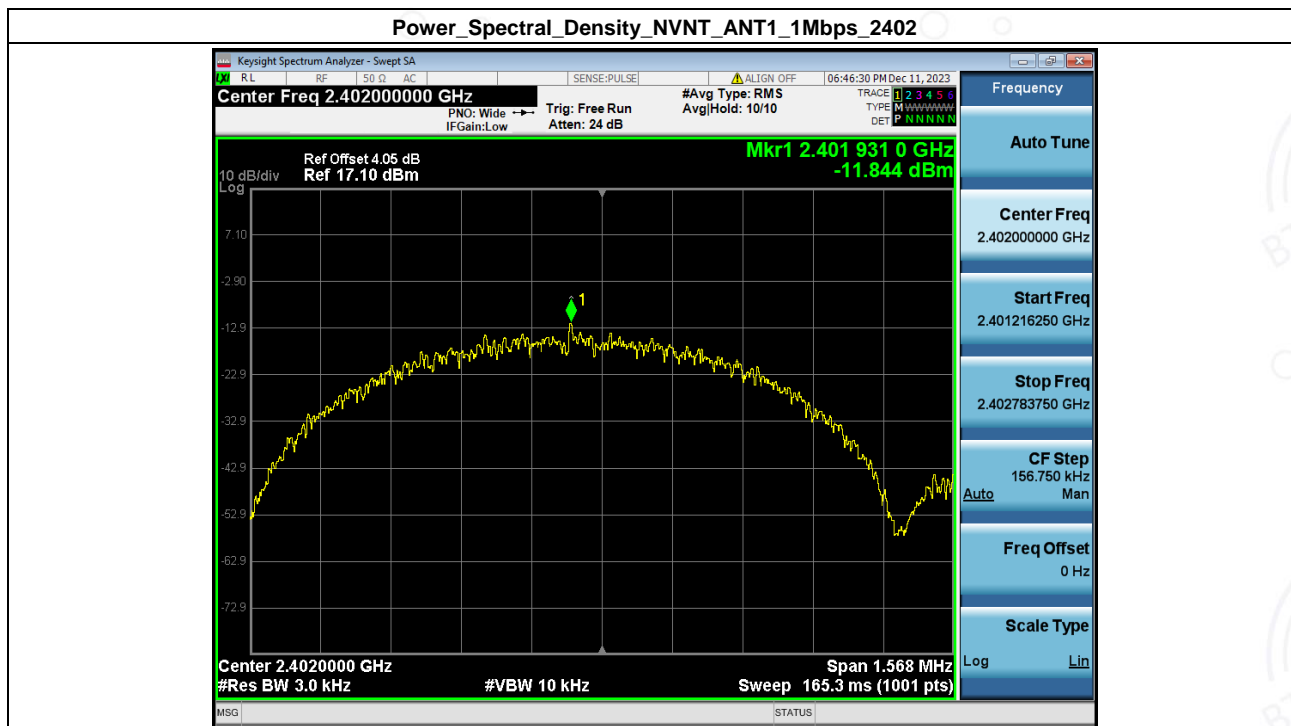 Power_Spectral_Density_NVNT_ANT1_1Mbps_2402
Keysight Spectrum Analyzer - Swept SA
LXI RL RF 50 Ω AC SENSE:PULSE ALIGN OFF 06:46:30 PM Dec 11, 2023
Center Freq 2.402000000 GHz
PNO: Wide
IFGain:Low
Trig: Free Run
Atten: 24 dB
#Avg Type: RMS
Avg|Hold: 10/10
TRACE 1 2 3 4 5 6
TYPE M WWWWW
DET P N N N N N
Mkr1 2.401 931 0 GHz
-11.844 dBm
Ref Offset 4.05 dB
10 dB/div Ref 17.10 dBm
Log
7.10
-2.90
-12.9
-22.9
-32.9
-42.9
-52.9
-62.9
-72.9
1
Center 2.4020000 GHz Span 1.568 MHz
#Res BW 3.0 kHz #VBW 10 kHz Sweep 165.3 ms (1001 pts)
MSG STATUS
Frequency
Auto Tune
Center Freq
2.402000000 GHz
Start Freq
2.401216250 GHz
Stop Freq
2.402783750 GHz
CF Step
156.750 kHz
Auto Man
Freq Offset
0 Hz
Scale Type
Log Lin